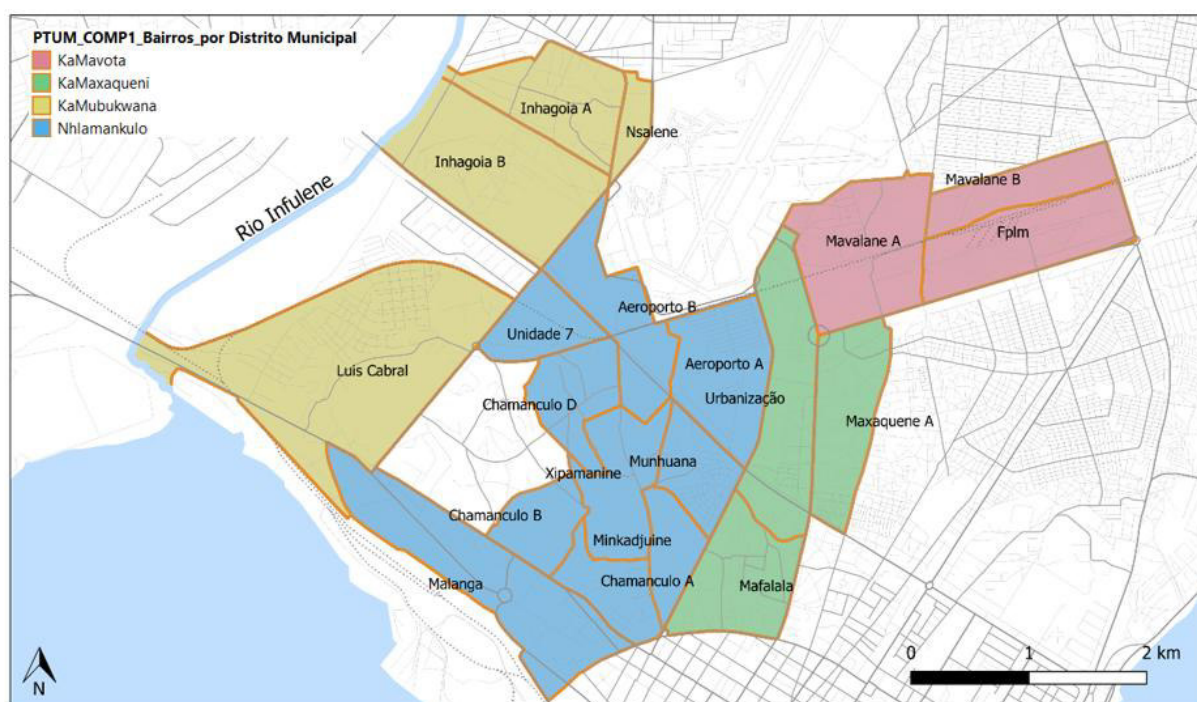 PTUM_COMP1_Bairros_por Distrito Municipal
KaMavota
KaMaxaqueni
KaMubukwana
Nhlamankulo
Inhagoia A
Nsalene
Inhagoia B
Rio Infulene
Mavalane B
Mavalane A
Fplm
Aeroporto B
Unidade 7
Luis Cabral
Aeroporto A
Chamanculo D
Urbanização
Maxaquene A
Munhuana
Xipamanine
Chamanculo B
Minkadjuine
Malanga
Chamanculo A
Mafalala
0 1 2 km
N